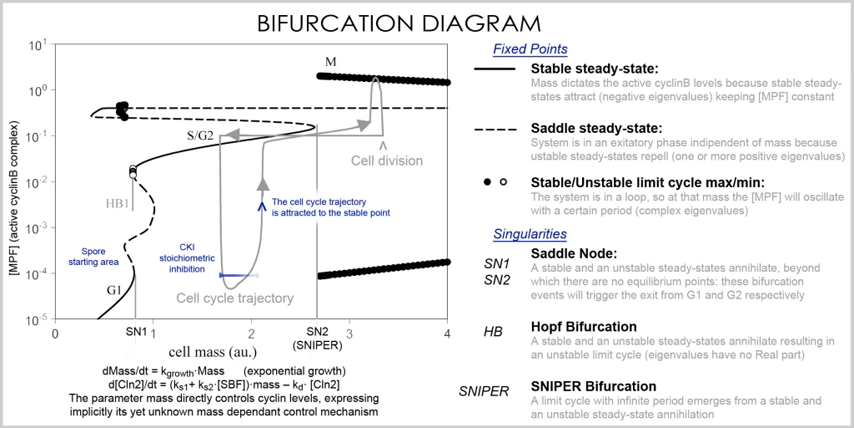 BIFURCATION DIAGRAM
10^1
10^0
10^-1
10^-2
10^-3
10^-4
10^-5
[MPF] (active cyclinB complex)
M
S/G2
Cell division
HB1
The cell cycle trajectory
is attracted to the stable point
Spore
starting area
CKI
stoichiometric
inhibition
G1
Cell cycle trajectory
0 1 2 3 4
SN1
SN2
(SNIPER)
cell mass (au.)
dMass/dt = kgrowth·Mass (exponential growth)
d[Cln2]/dt = (ks1+ ks2·[SBF])·mass – kd· [Cln2]
The parameter mass directly controls cyclin levels, expressing
implicitly its yet unknown mass dependant control mechanism
Fixed Points
Stable steady-state:
Mass dictates the active cyclinB levels because stable steady-
states attract (negative eigenvalues) keeping [MPF] constant
Saddle steady-state:
System is in an exitatory phase indipendent of mass because
ustable steady-states repell (one or more positive eigenvalues)
Stable/Unstable limit cycle max/min:
The system is in a loop, so at that mass the [MPF] will oscillate
with a certain period (complex eigenvalues)
Singularities
SN1
SN2
Saddle Node:
A stable and an unstable steady-states annihilate, beyond
which there are no equilibrium points: these bifurcation
events will trigger the exit from G1 and G2 respectively
HB
Hopf Bifurcation
A stable and an unstable steady-states annihilate resulting in
an unstable limit cycle (eigenvalues have no Real part)
SNIPER
SNIPER Bifurcation
A limit cycle with infinite period emerges from a stable and
an unstable steady-state annihilation